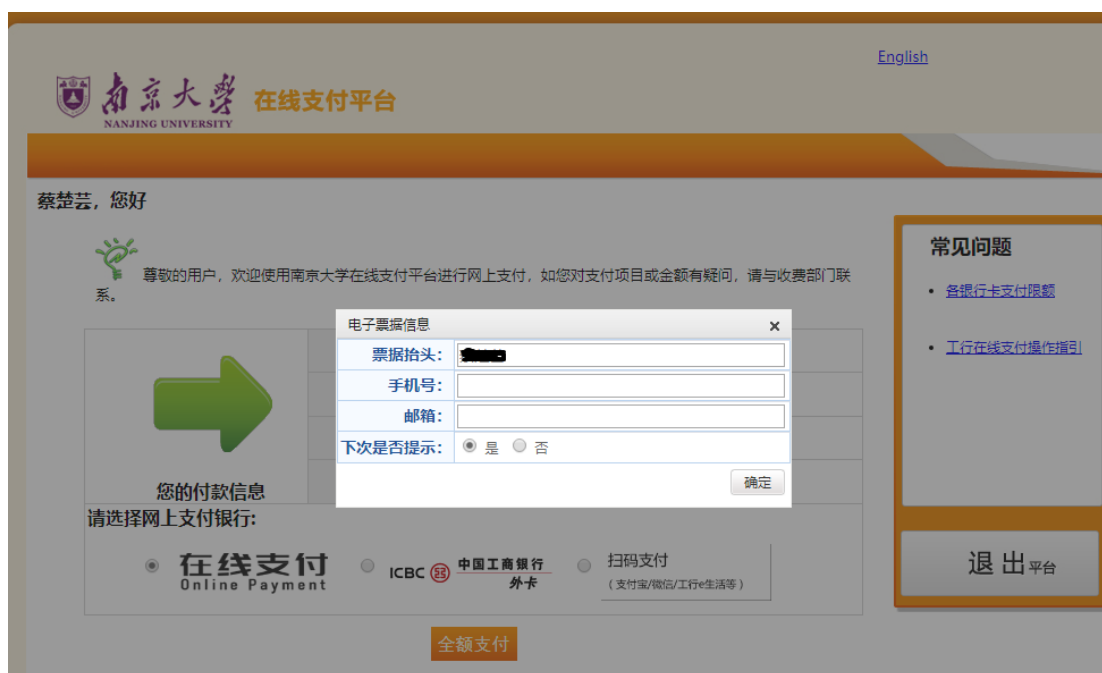 English
南京大学
NANJING UNIVERSITY
在线支付平台
蔡楚芸，您好
尊敬的用户，欢迎使用南京大学在线支付平台进行网上支付，如您对支付项目或金额有疑问，请与收费部门联
系。
常见问题
各银行卡支付限额
工行在线支付操作指引
退 出平台
电子票据信息
×
票据抬头：
手机号：
邮箱：
下次是否提示： 是 否
确定
您的付款信息
请选择网上支付银行:
在线支付
Online Payment
ICBC 中国工商银行
外卡
扫码支付
（支付宝/微信/工行e生活等）
全额支付